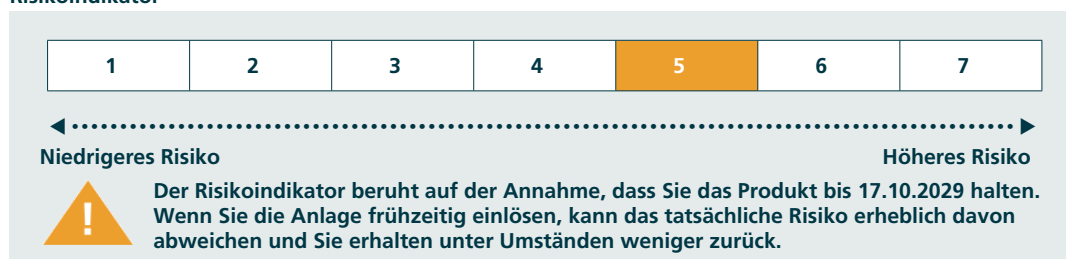 Risikoindikator
1 2 3 4 5 6 7
Niedrigeres Risiko Höheres Risiko
! Der Risikoindikator beruht auf der Annahme, dass Sie das Produkt bis 17.10.2029 halten.
Wenn Sie die Anlage frühzeitig einlösen, kann das tatsächliche Risiko erheblich davon
abweichen und Sie erhalten unter Umständen weniger zurück.